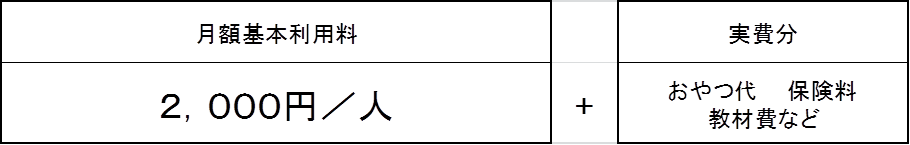 月額基本利用料
実費分
２，０００円／人
＋
おやつ代　保険料
教材費など